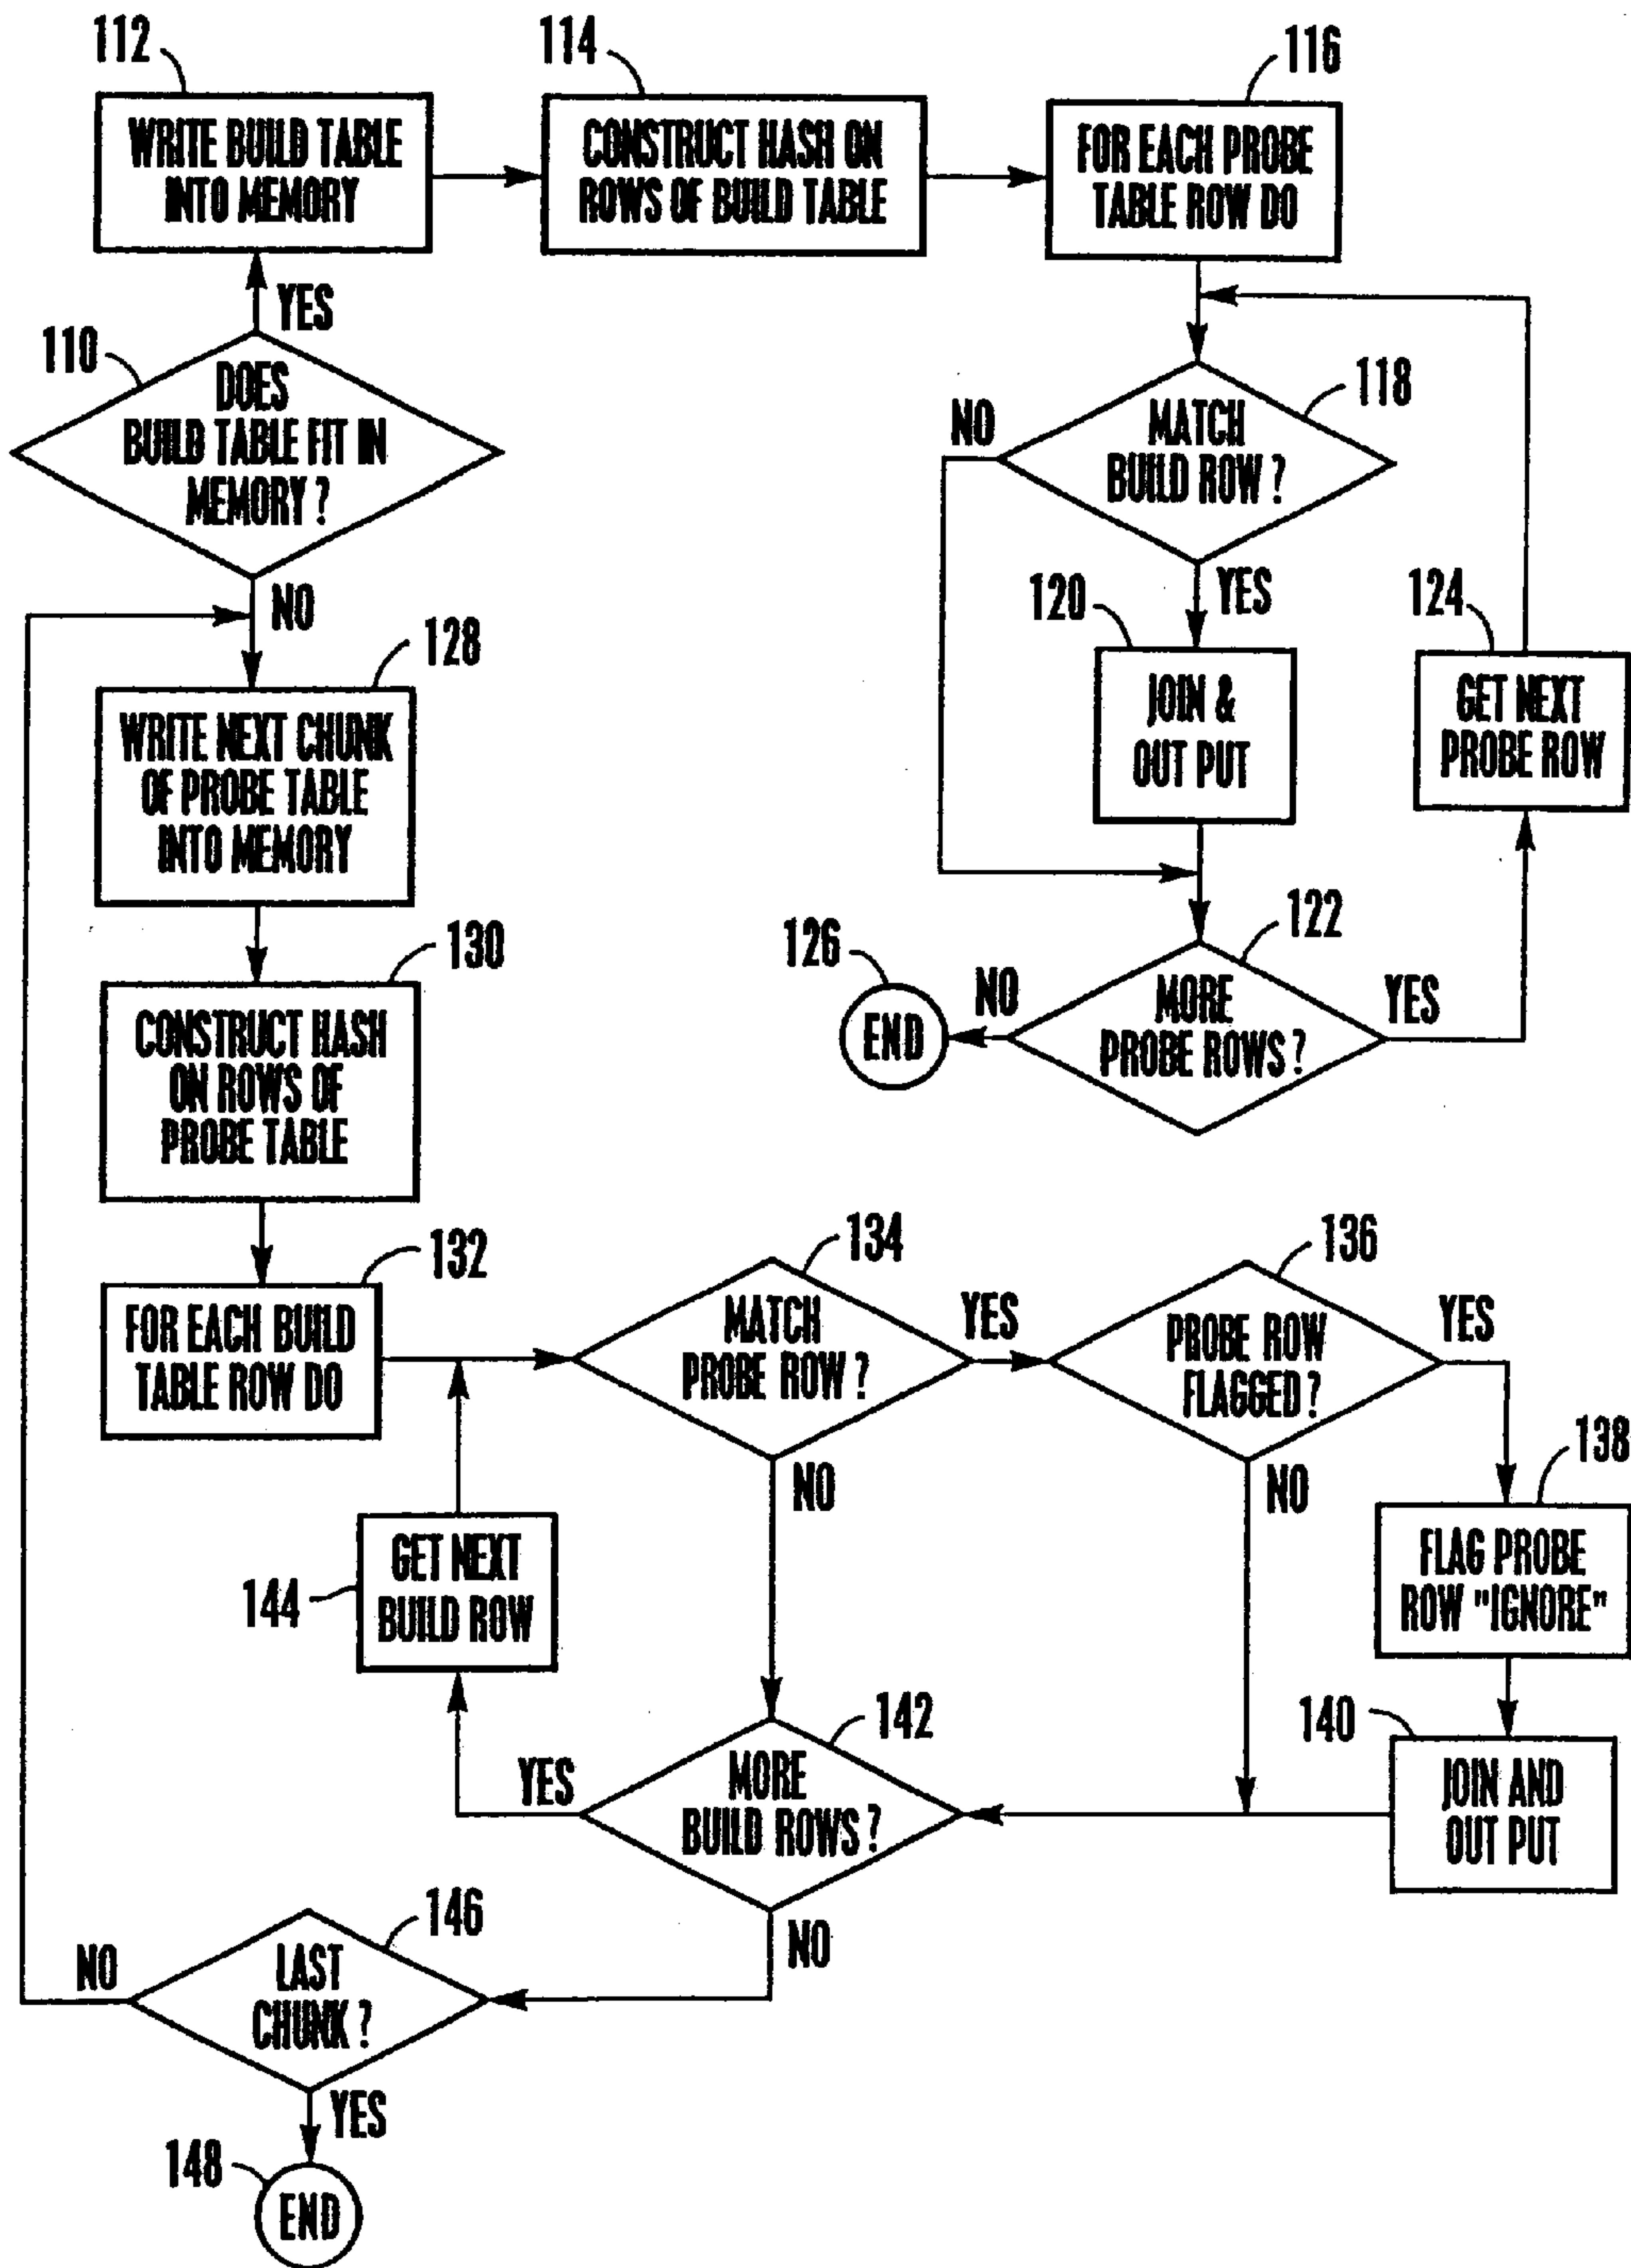 112
114
116
WRITE BUILD TABLE
INTO MEMORY
CONSTRUCT HASH ON
ROWS OF BUILD TABLE
FOR EACH PROBE
TABLE ROW DO
YES
110
DOES
BUILD TABLE FIT IN
MEMORY?
NO
118
MATCH
BUILD ROW?
NO
YES
120
JOIN &
OUT PUT
124
GET NEXT
PROBE ROW
128
WRITE NEXT CHUNK
OF PROBE TABLE
INTO MEMORY
122
126
END
NO
MORE
PROBE ROWS?
YES
130
CONSTRUCT HASH
ON ROWS OF
PROBE TABLE
132
FOR EACH BUILD
TABLE ROW DO
134
MATCH
PROBE ROW?
YES
NO
136
PROBE ROW
FLAGGED?
YES
NO
138
FLAG PROBE
ROW "IGNORE"
144
GET NEXT
BUILD ROW
142
YES
MORE
BUILD ROWS?
NO
140
JOIN AND
OUT PUT
146
NO
LAST
CHUNK?
YES
148
END